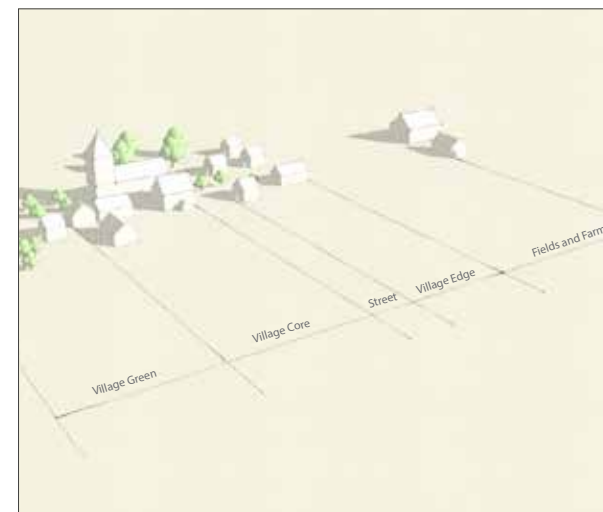 Village Green
Village Core
Street
Village Edge
Fields and Farm